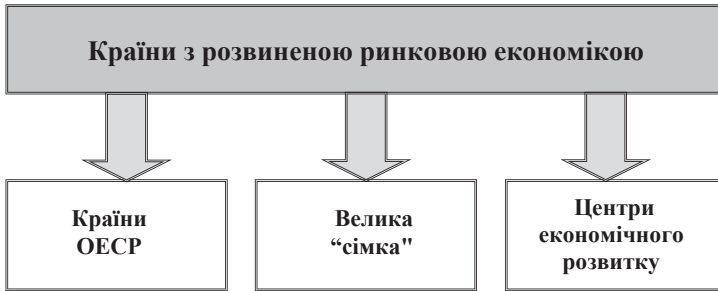 Країни з розвиненою ринковою економікою
Країни
ОЕСР
Велика
“сімка"
Центри
економічного
розвитку